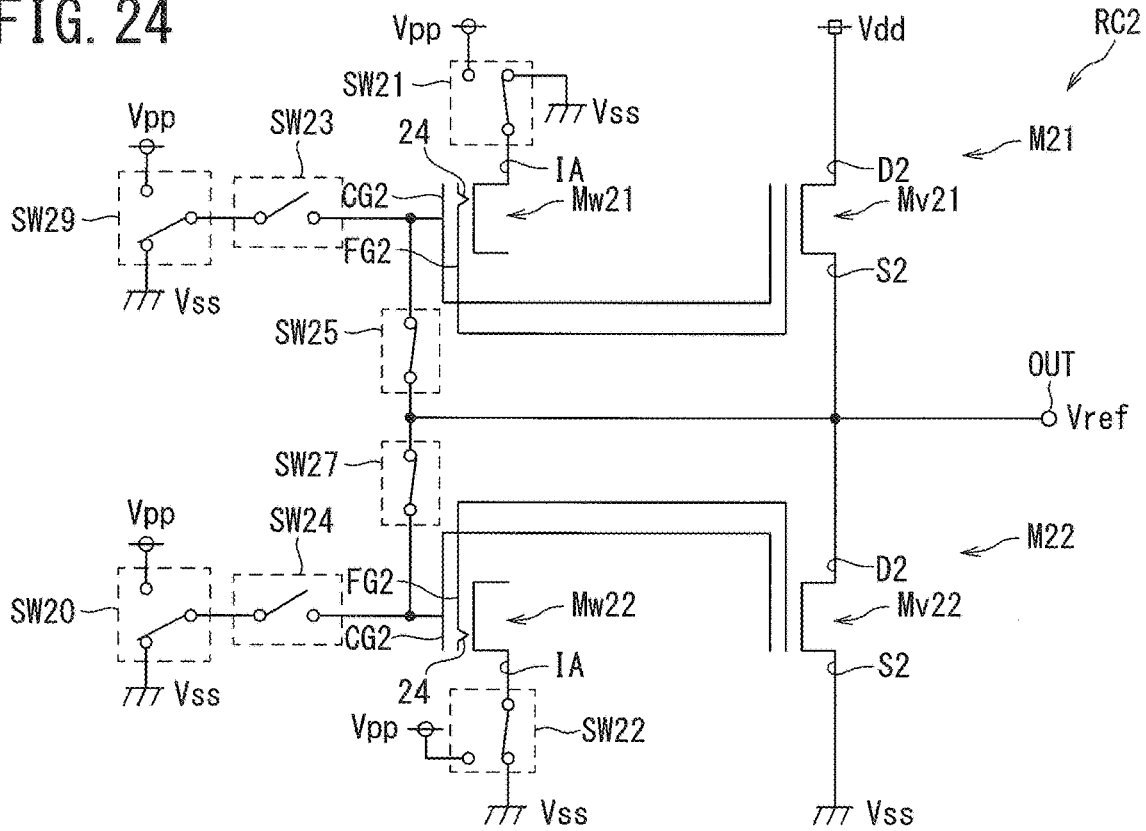 FIG. 24
Vpp
Vdd
RC2
SW21
Vss
Vpp
SW23
24
IA
D2
M21
SW29
CG2
Mw21
Mv21
FG2
S2
Vss
SW25
OUT
Vref
SW27
Vpp
SW24
M22
FG2
D2
SW20
Mw22
Mv22
CG2
IA
S2
Vss
24
Vpp
SW22
Vss
Vss